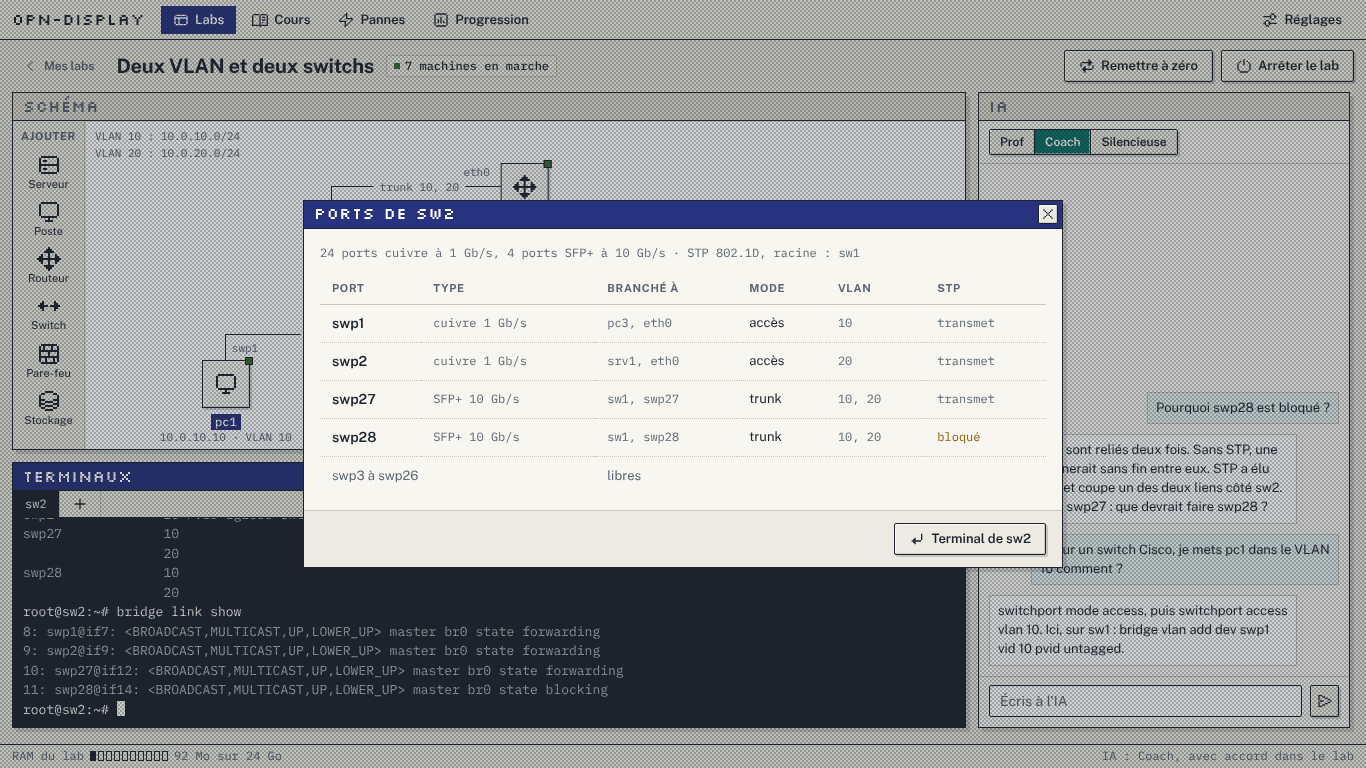 OPN-DISPLAY
Labs
Cours
Pannes
Progression
Réglages
Mes labs
Deux VLAN et deux switchs
7 machines en marche
Remettre à zéro
Arrêter le lab
SCHÉMA
AJOUTER
Serveur
Poste
Routeur
Switch
Pare-feu
Stockage
VLAN 10 : 10.0.10.0/24
VLAN 20 : 10.0.20.0/24
eth0
trunk 10, 20
swp1
pc1
10.0.10.10 · VLAN 10
PORTS DE SW2
24 ports cuivre à 1 Gb/s, 4 ports SFP+ à 10 Gb/s · STP 802.1D, racine : sw1
PORT TYPE BRANCHÉ À MODE VLAN STP
swp1 cuivre 1 Gb/s pc3, eth0 accès 10 transmet
swp2 cuivre 1 Gb/s srv1, eth0 accès 20 transmet
swp27 SFP+ 10 Gb/s sw1, swp27 trunk 10, 20 transmet
swp28 SFP+ 10 Gb/s sw1, swp28 trunk 10, 20 bloqué
swp3 à swp26 libres
Terminal de sw2
TERMINAUX
sw2
swp27 10
20
swp28 10
20
root@sw2:~# bridge link show
8: swp1@if7: <BROADCAST,MULTICAST,UP,LOWER_UP> master br0 state forwarding
9: swp2@if9: <BROADCAST,MULTICAST,UP,LOWER_UP> master br0 state forwarding
10: swp27@if12: <BROADCAST,MULTICAST,UP,LOWER_UP> master br0 state forwarding
11: swp28@if14: <BROADCAST,MULTICAST,UP,LOWER_UP> master br0 state blocking
root@sw2:~#
IA
Prof
Coach
Silencieuse
Pourquoi swp28 est bloqué ?
sont reliés deux fois. Sans STP, une
nerait sans fin entre eux. STP a élu
et coupe un des deux liens côté sw2.
swp27 : que devrait faire swp28 ?
ur un switch Cisco, je mets pc1 dans le VLAN
10 comment ?
switchport mode access, puis switchport access
vlan 10. Ici, sur sw1 : bridge vlan add dev swp1
vid 10 pvid untagged.
Écris à l'IA
RAM du lab
92 Mo sur 24 Go
IA : Coach, avec accord dans le lab